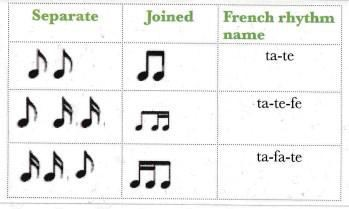 Separate Joined French rhythm
name
ta-te
ta-te-fe
ta-fa-te